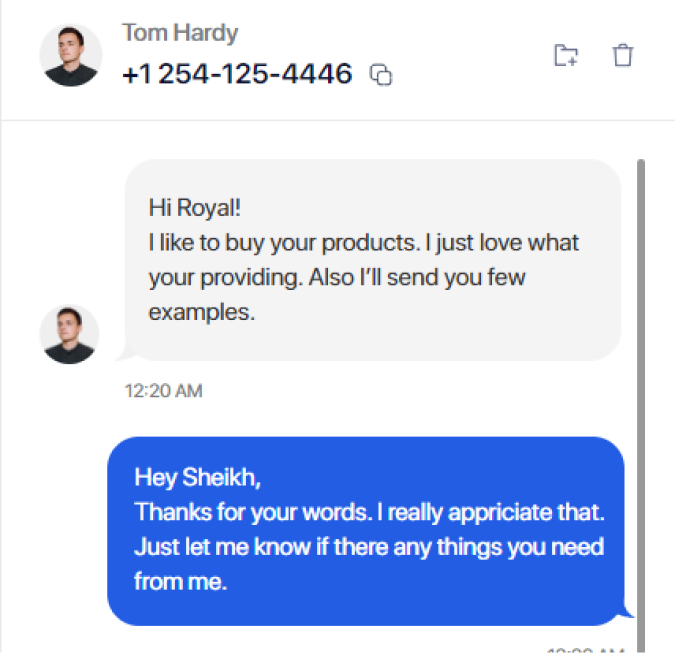 Tom Hardy
+1 254-125-4446
Hi Royal!
I like to buy your products. I just love what
your providing. Also I'll send you few
examples.
12:20 AM
Hey Sheikh,
Thanks for your words. I really appriciate that.
Just let me know if there any things you need
from me.